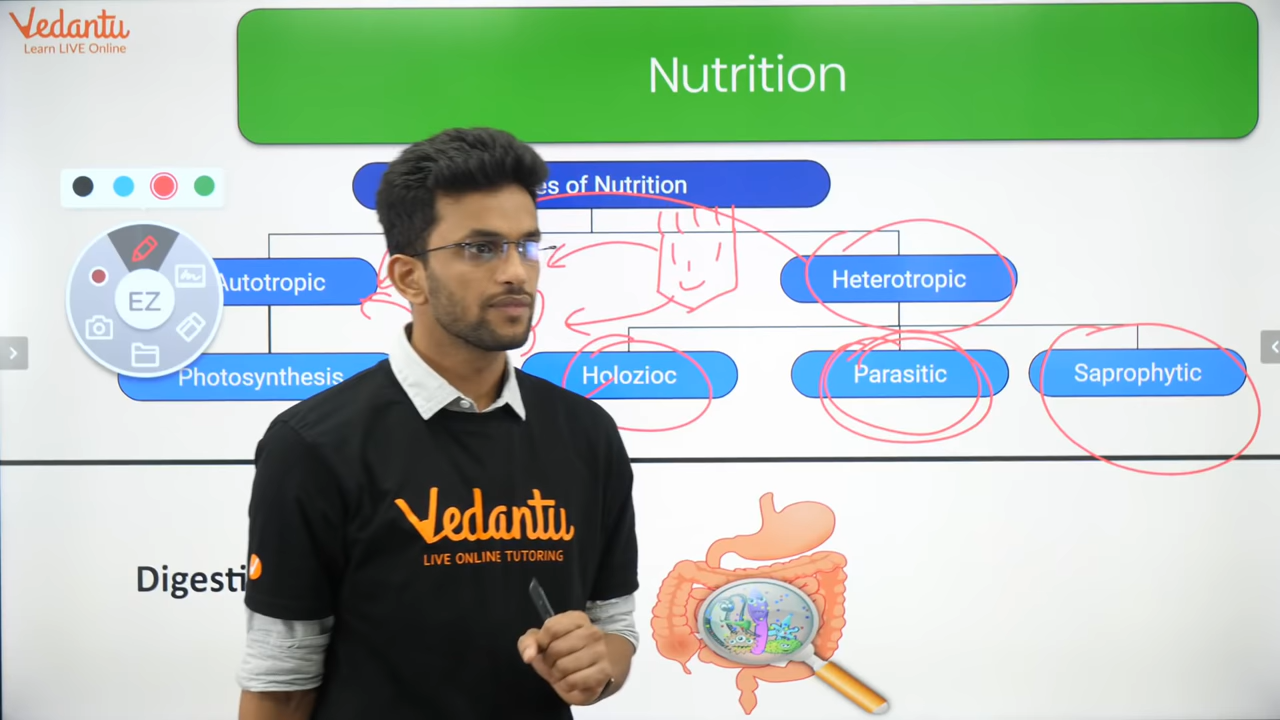 Vedantu
Learn LIVE Online
Nutrition
of Nutrition
Autotropic
Heterotropic
EZ
Photosynthesis
Holozioc
Parasitic
Saprophytic
Vedantu
LIVE ONLINE TUTORING
Digesti